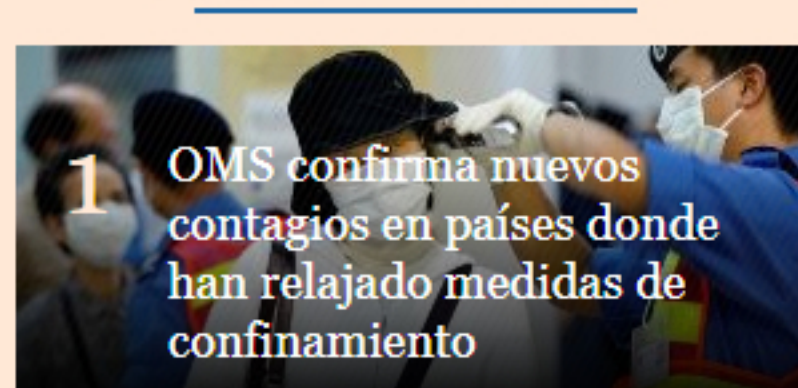 1
OMS confirma nuevos
contagios en países donde
han relajado medidas de
confinamiento